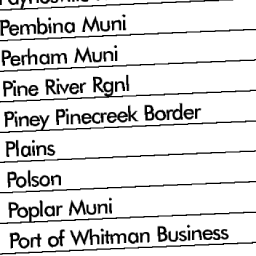 Pembina Muni
Perham Muni
Pine River Rgnl
Piney Pinecreek Border
Plains
Polson
Poplar Muni
Port of Whitman Business